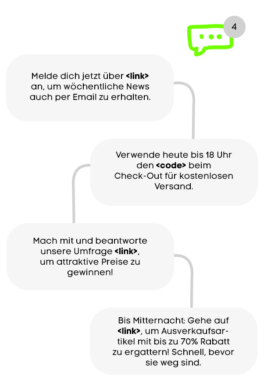 4
Melde dich jetzt über <link>
an, um wöchentliche News
auch per Email zu erhalten.
Verwende heute bis 18 Uhr
den <code> beim
Check-Out für kostenlosen
Versand.
Mach mit und beantworte
unsere Umfrage <link>,
um attraktive Preise zu
gewinnen!
Bis Mitternacht: Gehe auf
<link>, um Ausverkaufsar-
tikel mit bis zu 70% Rabatt
zu ergattern! Schnell, bevor
sie weg sind.